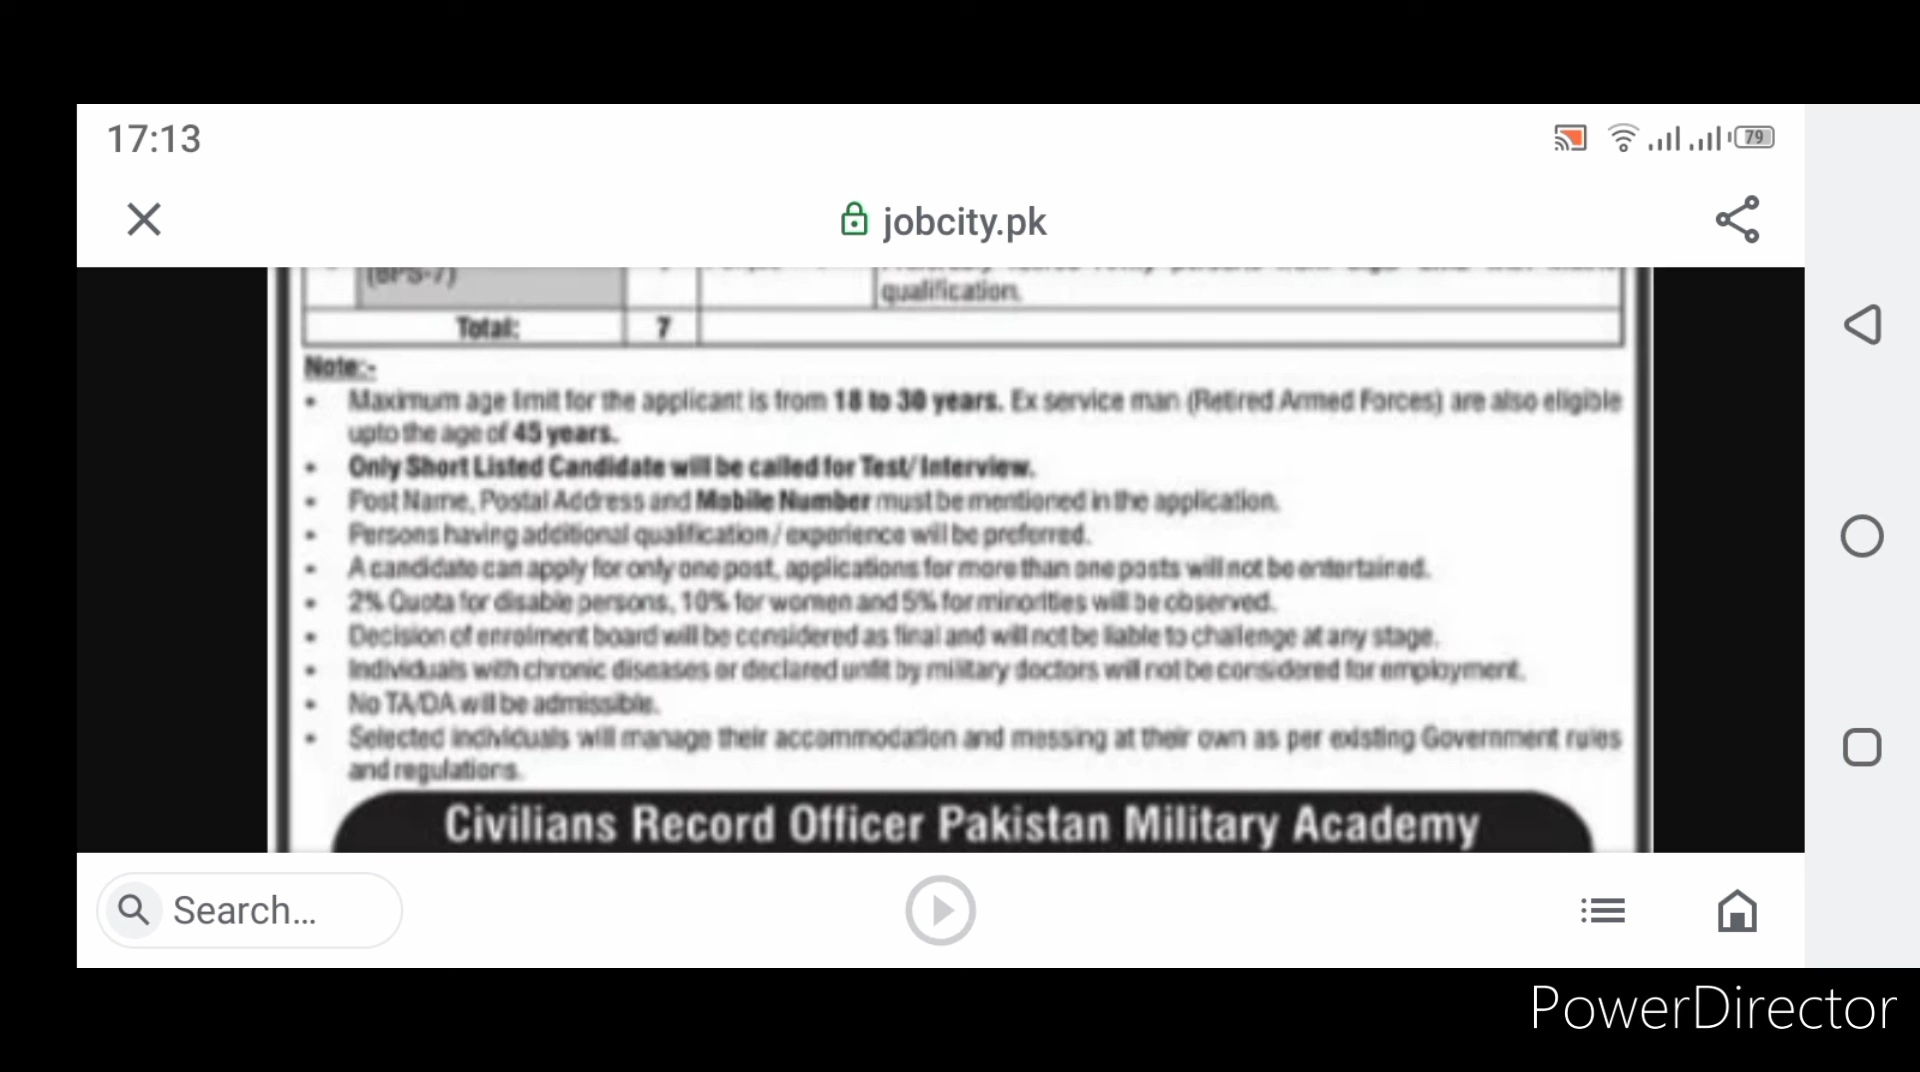 17:13
79
jobcity.pk
(BPS-7)
qualification.
Total: 7
Note:-
• Maximum age limit for the applicant is from 18 to 30 years. Ex service man (Retired Armed Forces) are also eligible
upto the age of 45 years.
• Only Short Listed Candidate will be called for Test/Interview.
• Post Name, Postal Address and Mobile Number must be mentioned in the application.
• Persons having additional qualification/experience will be preferred.
• A candidate can apply for only one post, applications for more than one posts will not be entertained.
• 2% Quota for disable persons, 10% for women and 5% for minorities will be observed.
• Decision of enrolment board will be considered as final and will not be liable to challenge at any stage.
• Individuals with chronic diseases or declared unfit by military doctors will not be considered for employment.
• No TA/DA will be admissible.
• Selected individuals will manage their accommodation and messing at their own as per existing Government rules
and regulations.
Civilians Record Officer Pakistan Military Academy
Search...
PowerDirector